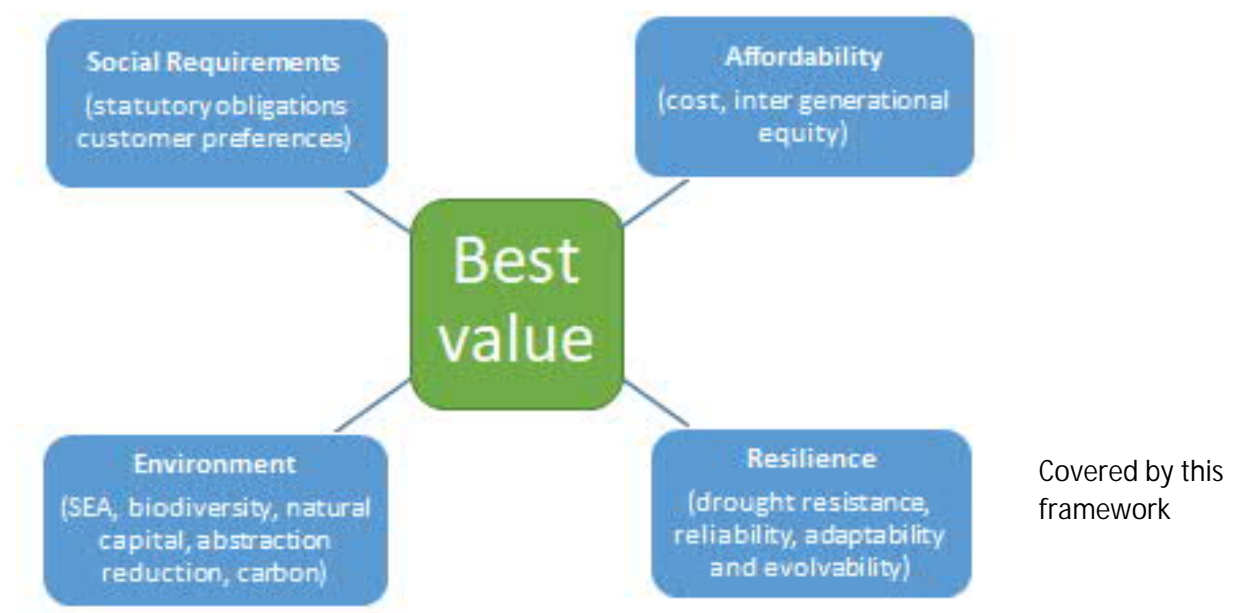 Social Requirements
(statutory obligations
customer preferences)
Affordability
(cost, inter generational
equity)
Best
value
Environment
(SEA, biodiversity, natural
capital, abstraction
reduction, carbon)
Resilience
(drought resistance,
reliability, adaptability
and evolvability)
Covered by this
framework